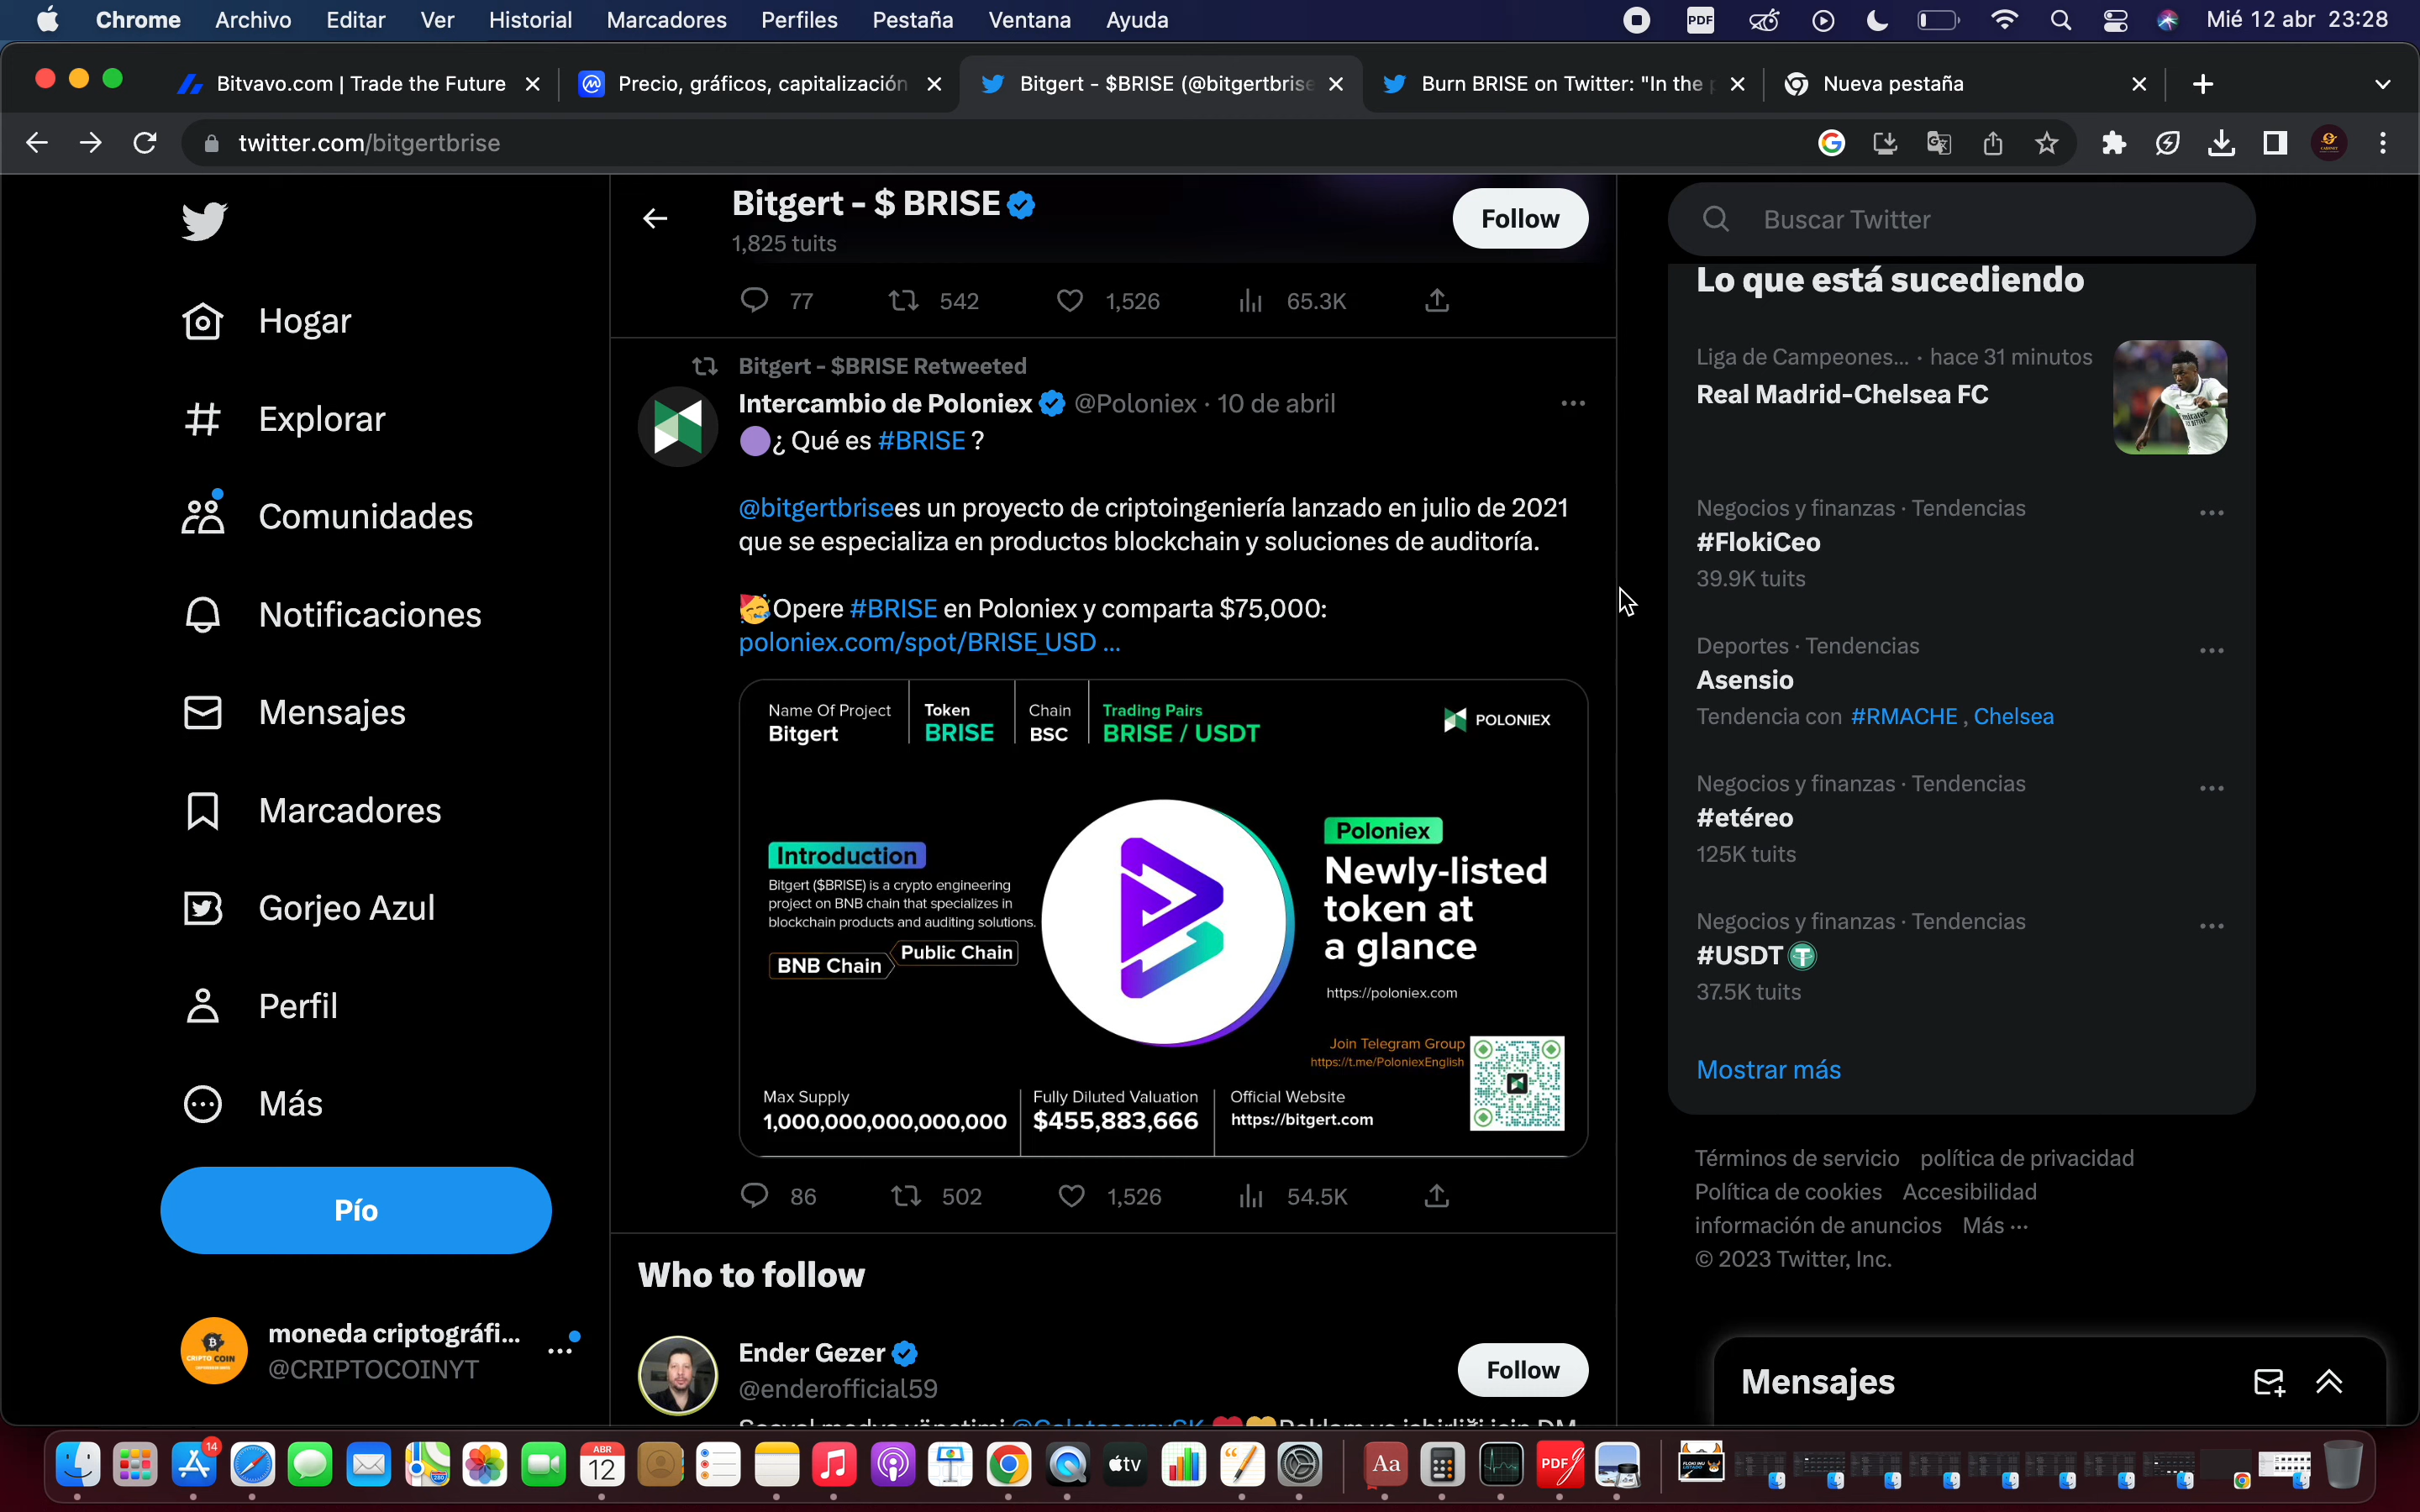 Chrome Archivo Editar Ver Historial Marcadores Perfiles Pestaña Ventana Ayuda PDF Mié 12 abr 23:28
Bitvavo.com | Trade the Future Precio, gráficos, capitalización Bitgert - $BRISE (@bitgertbrise Burn BRISE on Twitter: "In the p Nueva pestaña
twitter.com/bitgertbrise
Hogar
Explorar
Comunidades
Notificaciones
Mensajes
Marcadores
Gorjeo Azul
Perfil
Más
Pío
moneda criptográfi...
@CRIPTOCOINYT
Bitgert - $ BRISE
1,825 tuits
Follow
77 542 1,526 65.3K
Bitgert - $BRISE Retweeted
Intercambio de Poloniex @Poloniex · 10 de abril
¿ Qué es #BRISE ?
@bitgertbrisees un proyecto de criptoingeniería lanzado en julio de 2021
que se especializa en productos blockchain y soluciones de auditoría.
Opere #BRISE en Poloniex y comparta $75,000:
poloniex.com/spot/BRISE_USD ...
Name Of Project
Bitgert
Token
BRISE
Chain
BSC
Trading Pairs
BRISE / USDT
POLONIEX
Introduction
Bitgert ($BRISE) is a crypto engineering
project on BNB chain that specializes in
blockchain products and auditing solutions.
BNB Chain
Public Chain
Poloniex
Newly-listed
token at
a glance
https://poloniex.com
Join Telegram Group
https://t.me/PoloniexEnglish
Max Supply
1,000,000,000,000,000
Fully Diluted Valuation
$455,883,666
Official Website
https://bitgert.com
86 502 1,526 54.5K
Who to follow
Ender Gezer
@enderofficial59
Follow
Buscar Twitter
Lo que está sucediendo
Liga de Campeones... · hace 31 minutos
Real Madrid-Chelsea FC
Negocios y finanzas · Tendencias
#FlokiCeo
39.9K tuits
Deportes · Tendencias
Asensio
Tendencia con #RMACHE , Chelsea
Negocios y finanzas · Tendencias
#etéreo
125K tuits
Negocios y finanzas · Tendencias
#USDT
37.5K tuits
Mostrar más
Términos de servicio política de privacidad
Política de cookies Accesibilidad
información de anuncios Más ···
© 2023 Twitter, Inc.
Mensajes
14
ABR
12
tv
Aa
PDF